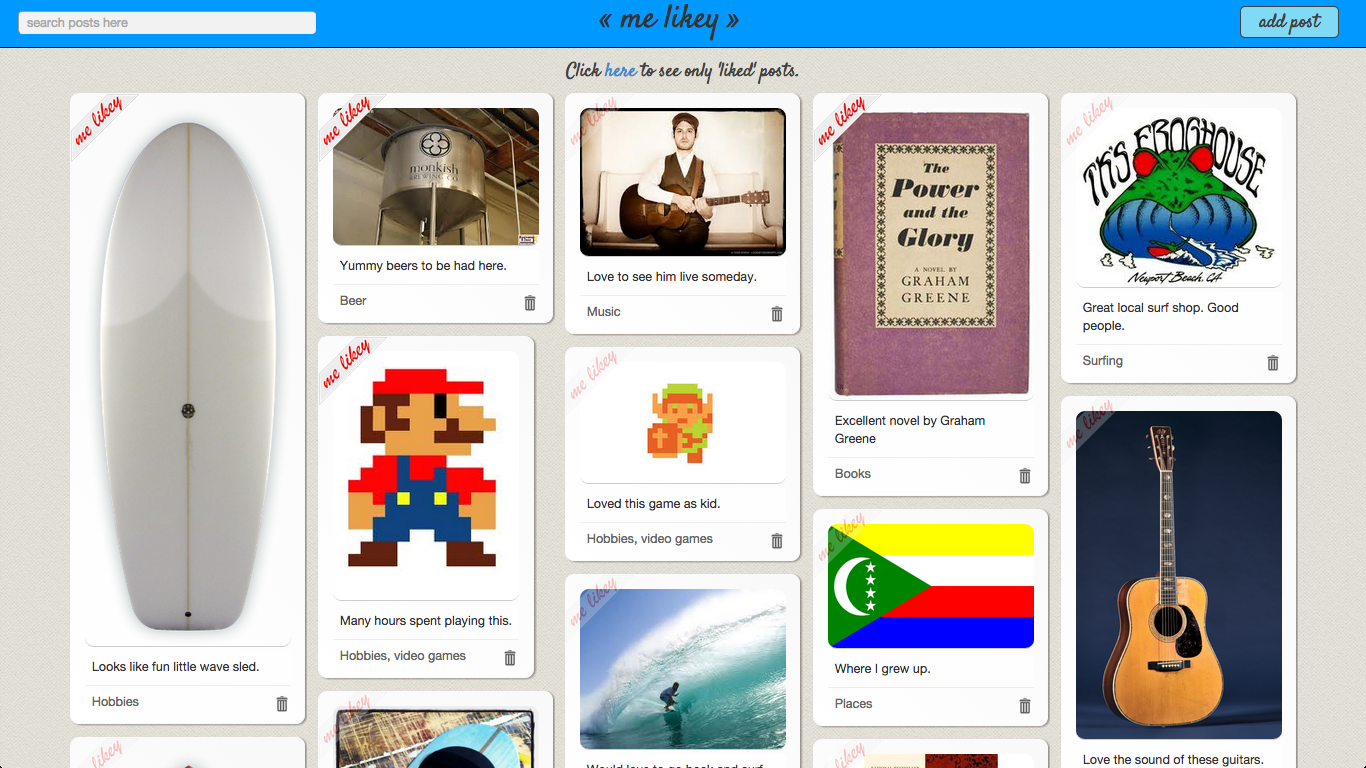 search posts here
« me likey »
add post
Click here to see only 'liked' posts.
me likey
Looks like fun little wave sled.
Hobbies
me likey
me likey
monkish
BREWING CO.
Yummy beers to be had here.
Beer
me likey
Many hours spent playing this.
Hobbies, video games
me likey
me likey
Love to see him live someday.
Music
me likey
Loved this game as kid.
Hobbies, video games
me likey
me likey
The
Power
and the
Glory
A NOVEL BY
GRAHAM
GREENE
Excellent novel by Graham
Greene
Books
me likey
Where I grew up.
Places
me likey
me likey
TK'S FROGHOUSE
Newport Beach, CA
Great local surf shop. Good
people.
Surfing
me likey
Love the sound of these guitars.